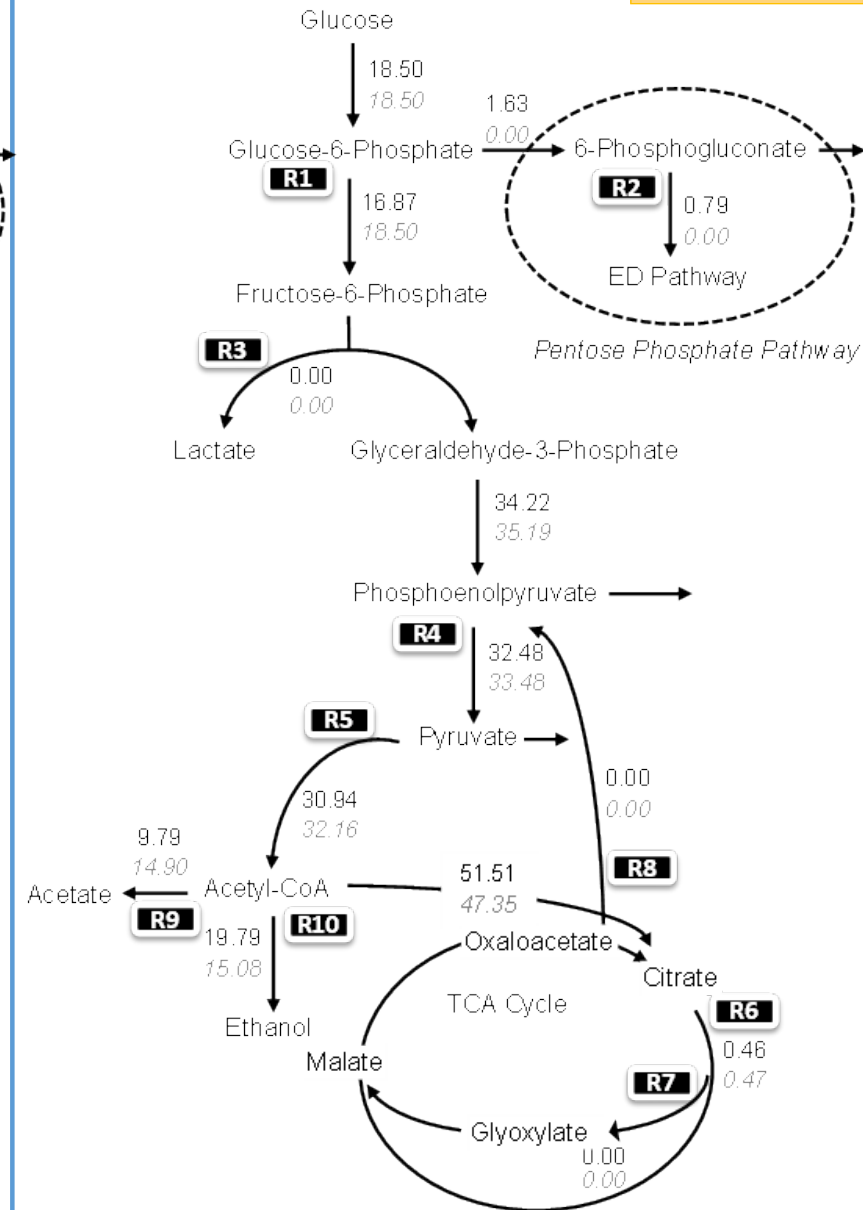 Glucose
18.50
18.50
1.63
0.00
Glucose-6-Phosphate
6-Phosphogluconate
R1
R2
16.87
18.50
0.79
0.00
ED Pathway
Fructose-6-Phosphate
Pentose Phosphate Pathway
R3
0.00
0.00
Lactate
Glyceraldehyde-3-Phosphate
34.22
35.19
Phosphoenolpyruvate
R4
32.48
33.48
R5
Pyruvate
0.00
0.00
30.94
32.16
9.79
14.90
51.51
47.35
R8
Acetate
Acetyl-CoA
R9
R10
19.79
15.08
Oxaloacetate
Citrate
TCA Cycle
R6
Ethanol
Malate
0.46
0.47
R7
Glyoxylate
0.00
0.00